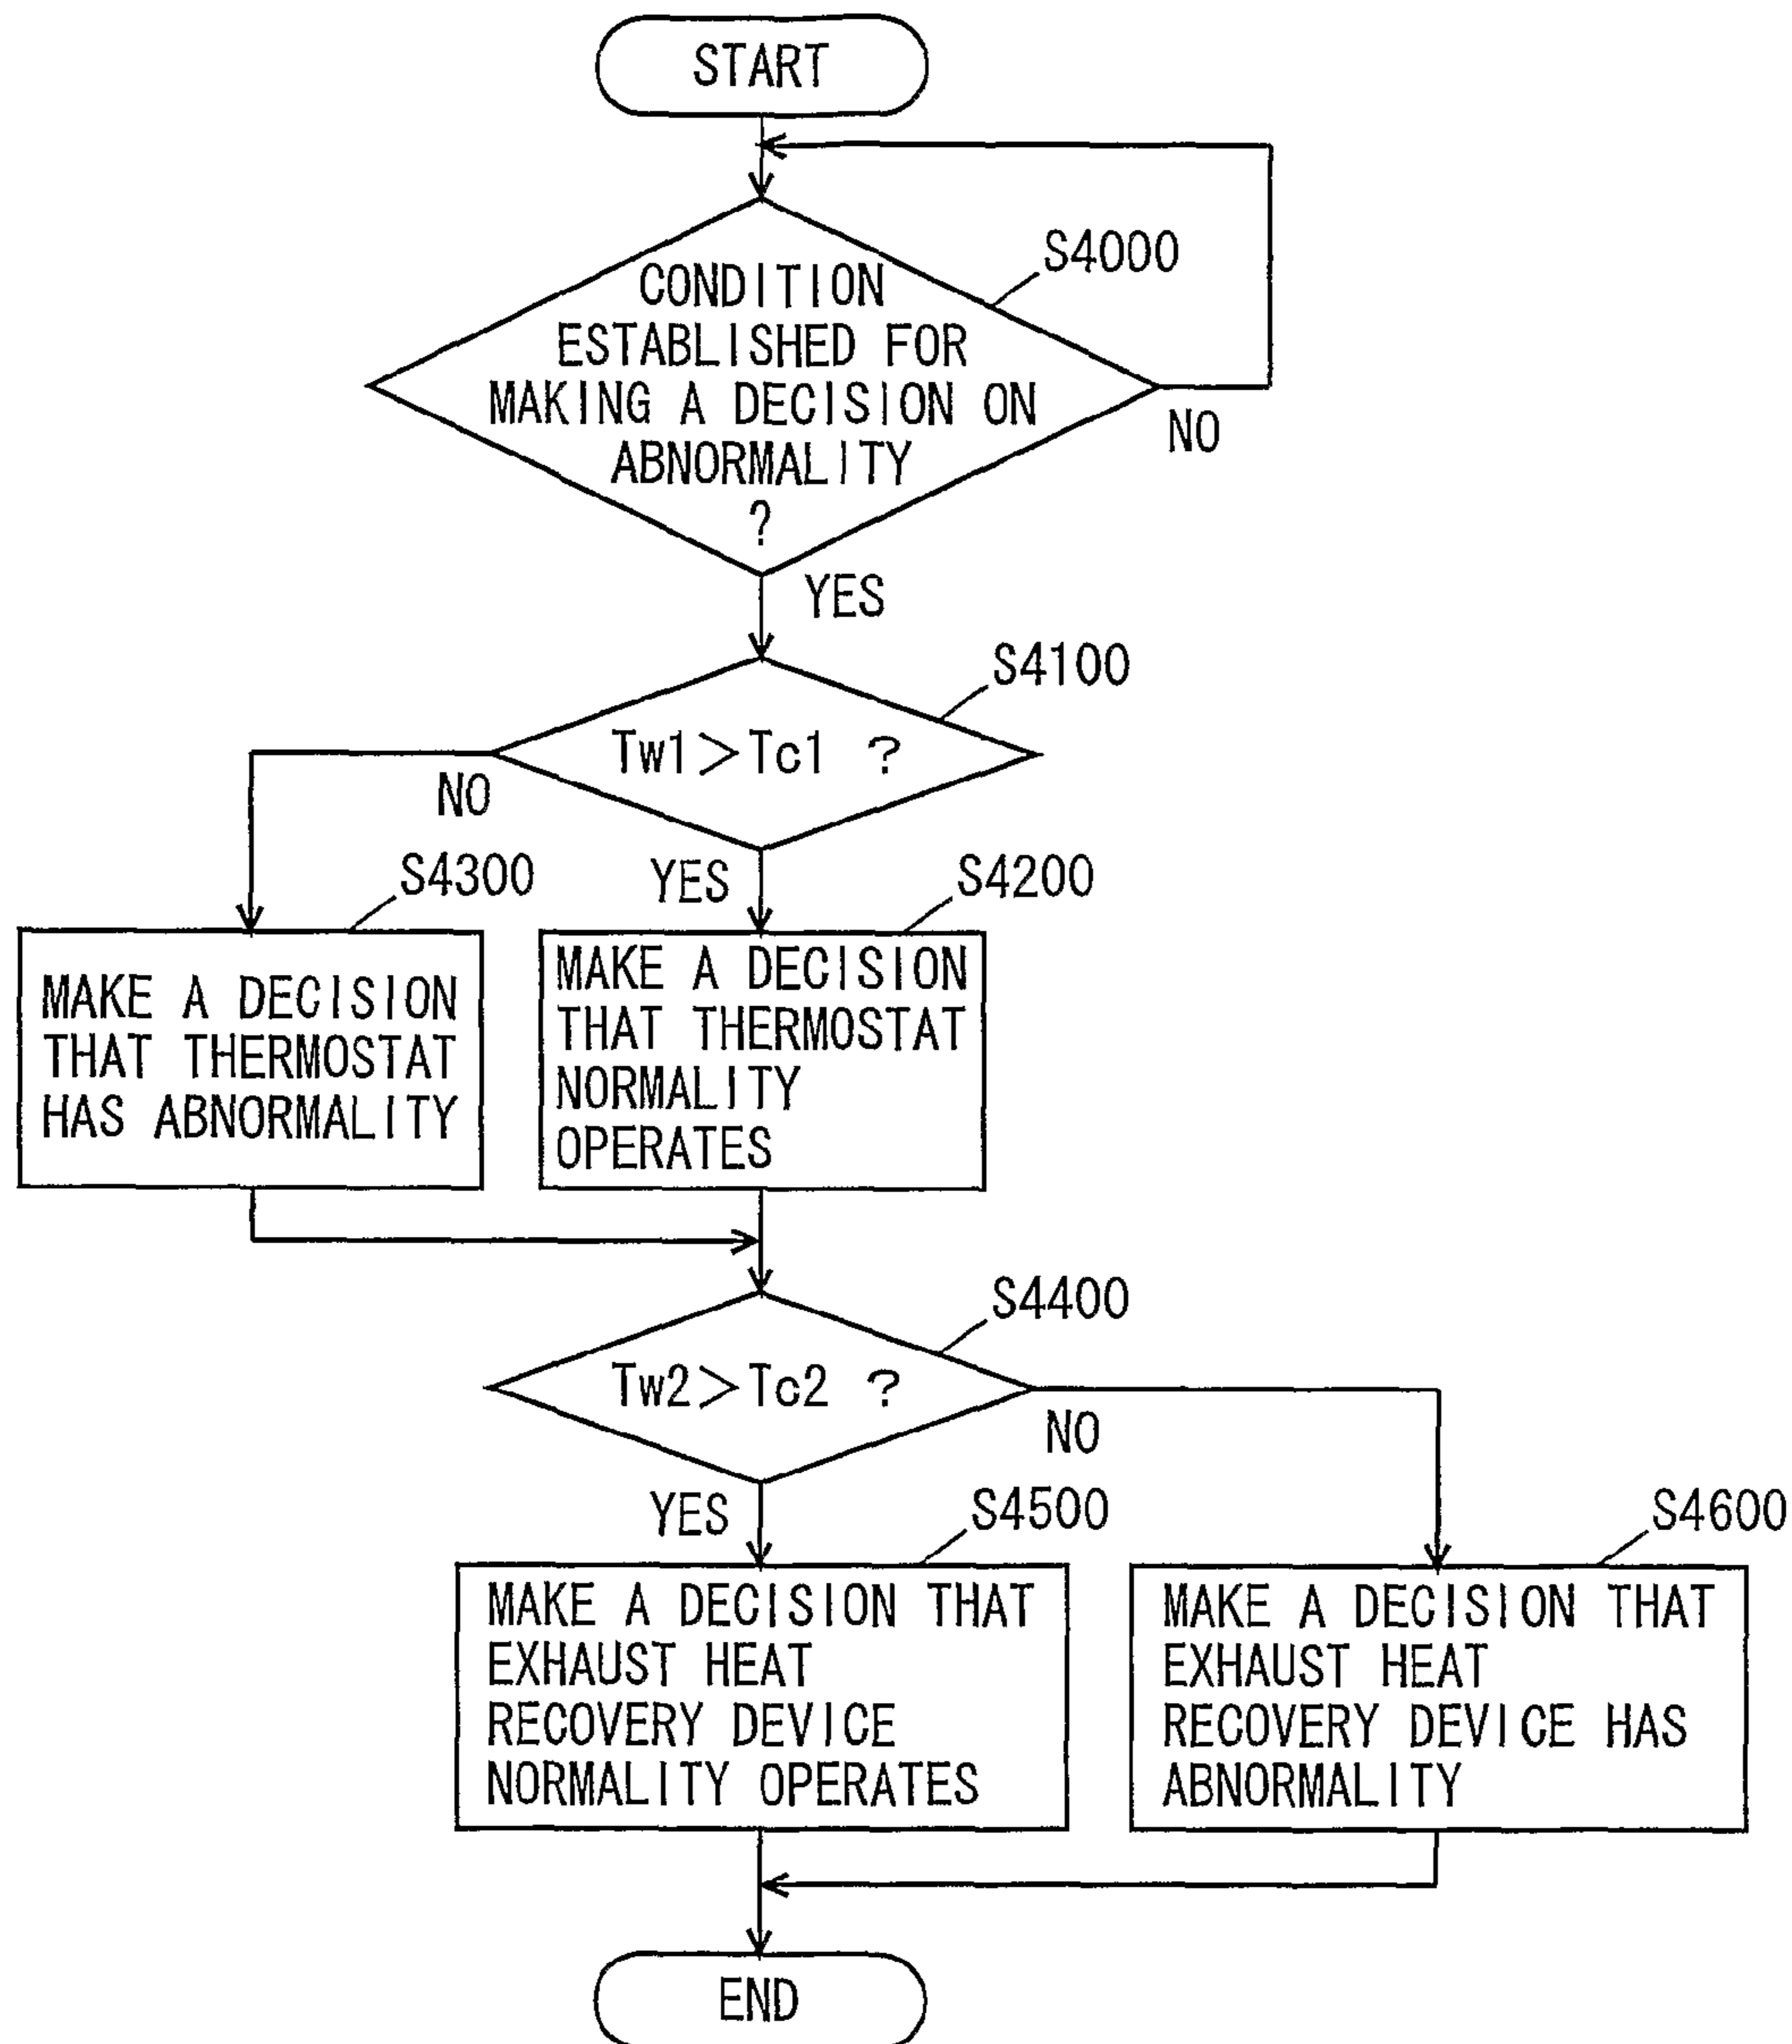 START
S4000
CONDITION
ESTABLISHED FOR
MAKING A DECISION ON
ABNORMALITY
?
NO
YES
S4100
Tw1>Tc1 ?
NO
YES
S4300
S4200
MAKE A DECISION
THAT THERMOSTAT
HAS ABNORMALITY
MAKE A DECISION
THAT THERMOSTAT
NORMALITY
OPERATES
S4400
Tw2>Tc2 ?
NO
YES
S4500
S4600
MAKE A DECISION THAT
EXHAUST HEAT
RECOVERY DEVICE
NORMALITY OPERATES
MAKE A DECISION THAT
EXHAUST HEAT
RECOVERY DEVICE HAS
ABNORMALITY
END